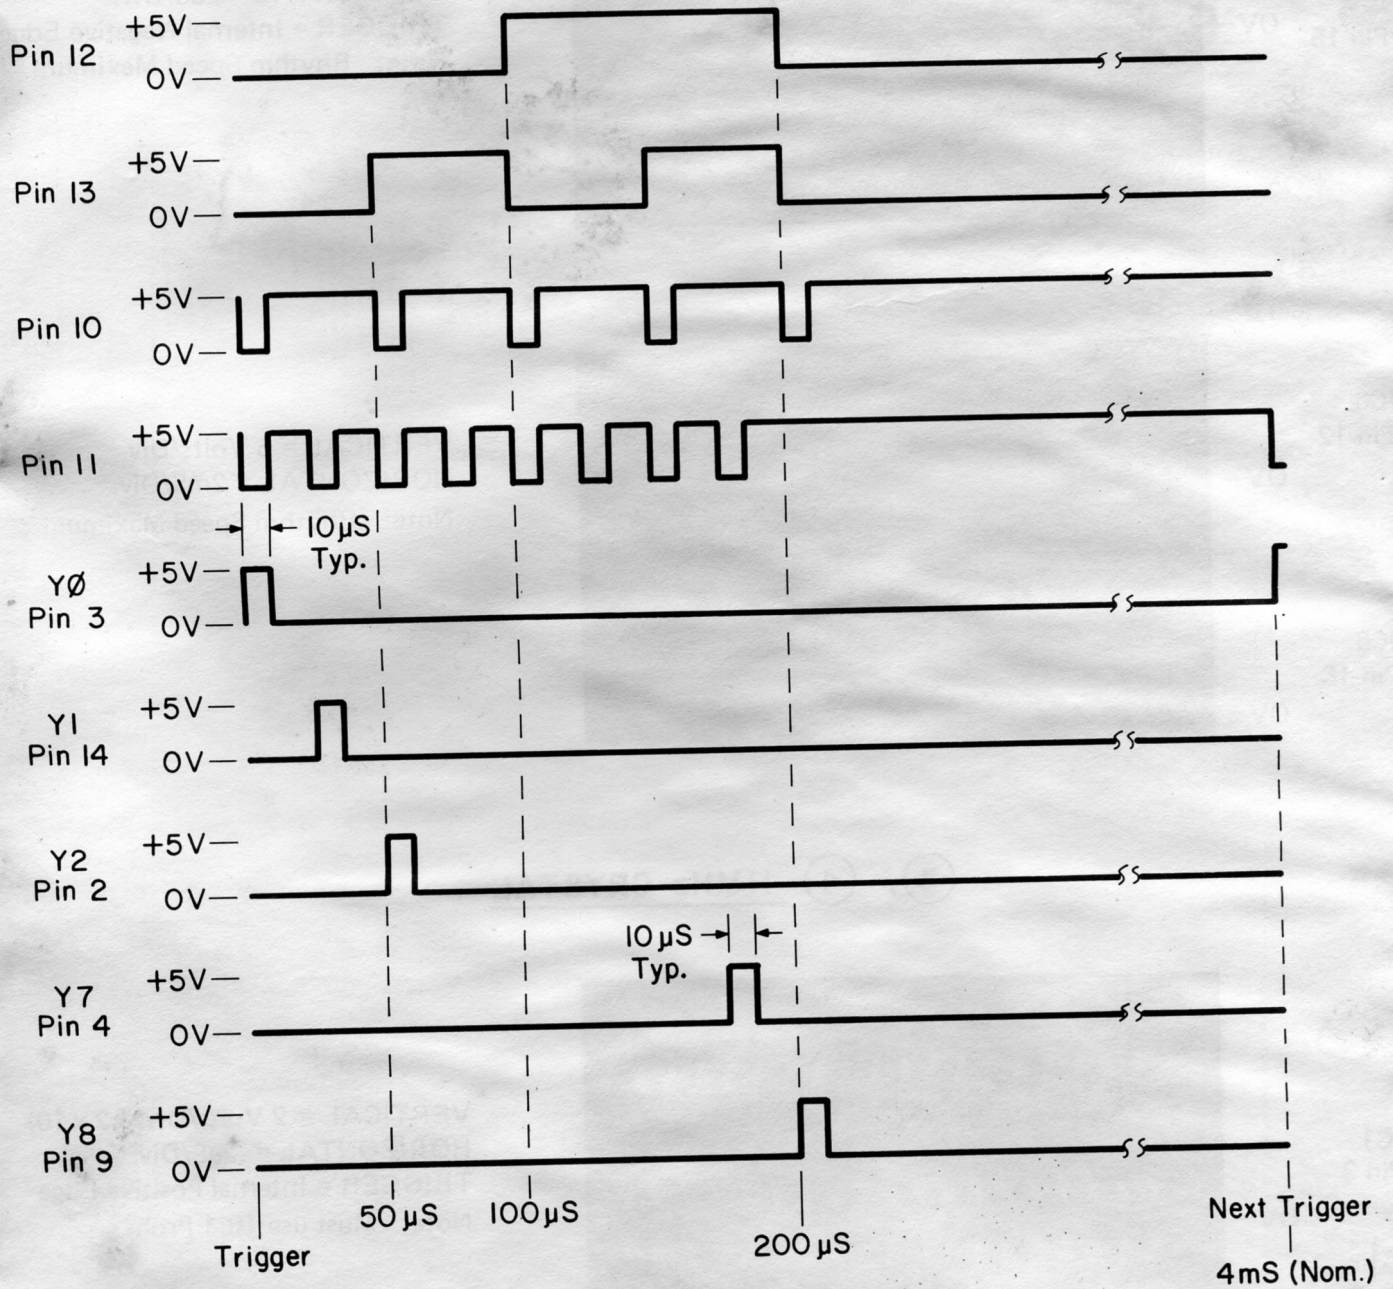 +5V
Pin 12
0V
+5V
Pin 13
0V
+5V
Pin 10
0V
+5V
Pin 11
0V
10µS
Typ.
+5V
YØ
Pin 3
0V
+5V
Y1
Pin 14
0V
+5V
Y2
Pin 2
0V
10µS
Typ.
+5V
Y7
Pin 4
0V
+5V
Y8
Pin 9
0V
50µS
100µS
Next Trigger
Trigger
200µS
4mS (Nom.)